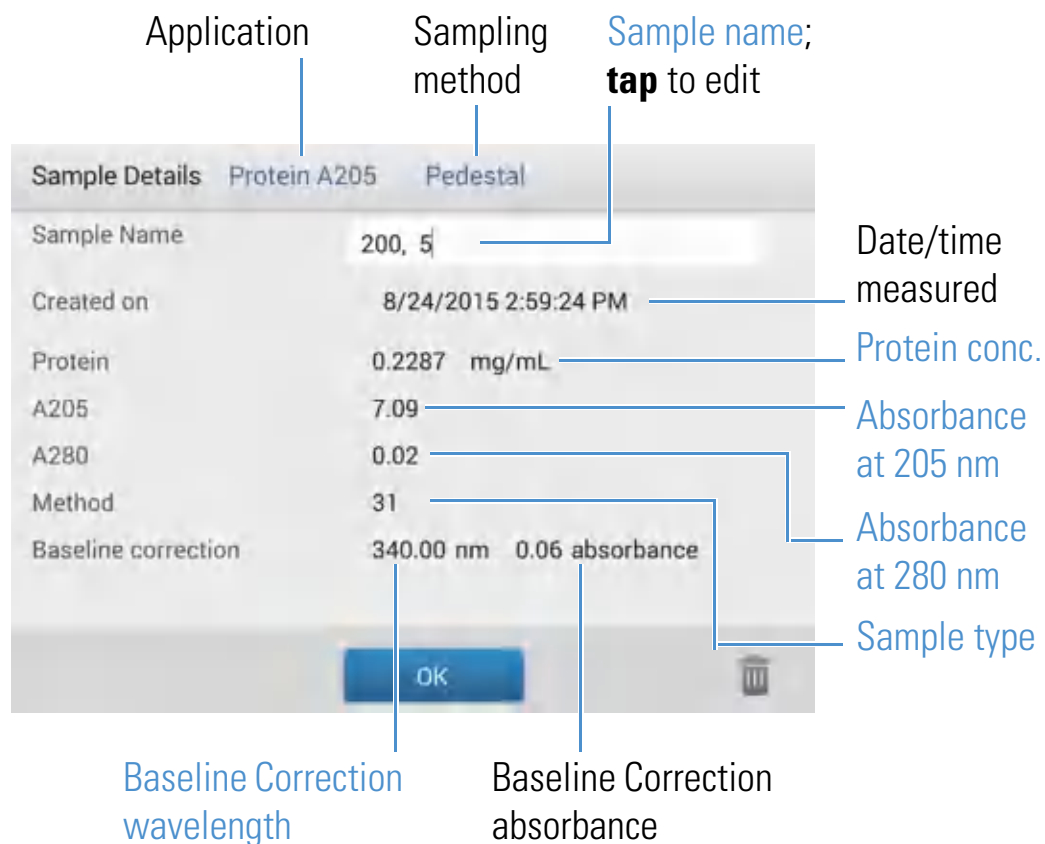 Application
Sampling
method
Sample name;
tap to edit
Sample Details Protein A205 Pedestal
Sample Name 200, 5
Created on 8/24/2015 2:59:24 PM
Protein 0.2287 mg/mL
A205 7.09
A280 0.02
Method 31
Baseline correction 340.00 nm 0.06 absorbance
OK
Date/time
measured
Protein conc.
Absorbance
at 205 nm
Absorbance
at 280 nm
Sample type
Baseline Correction
wavelength
Baseline Correction
absorbance